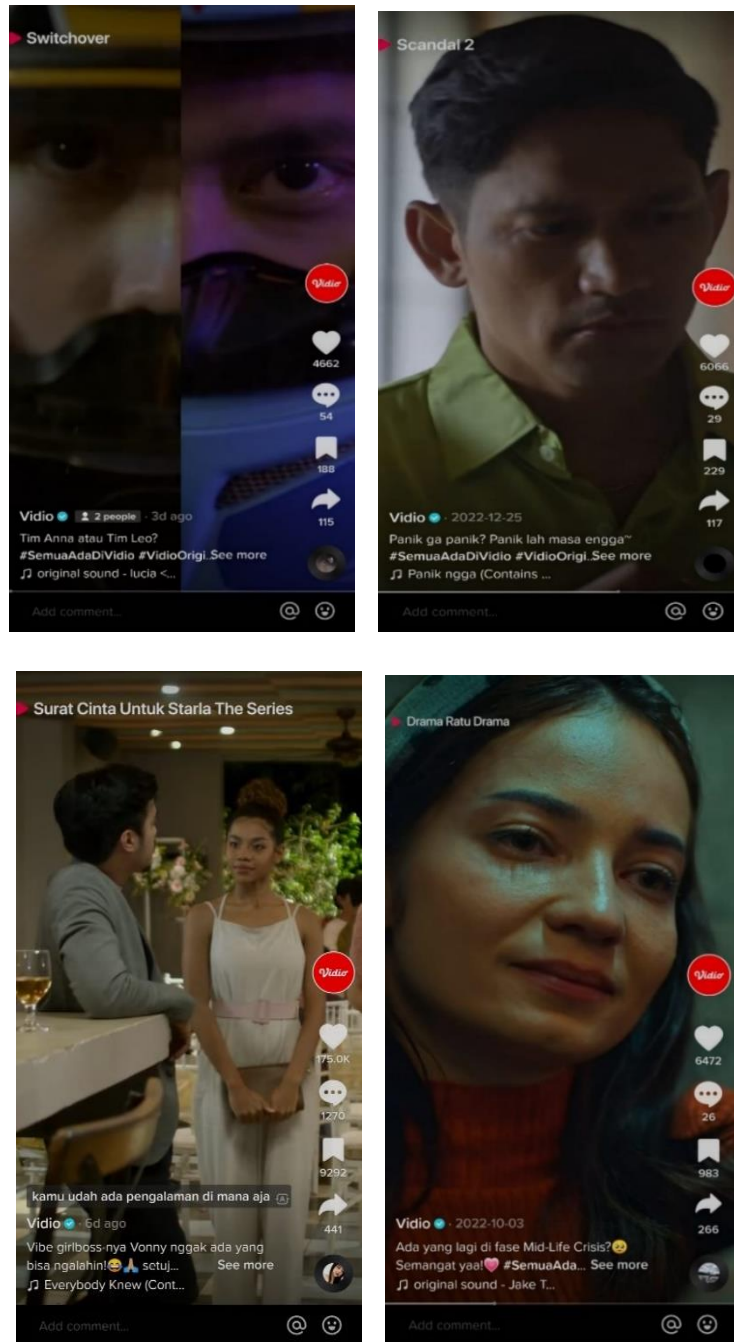 Switchover
Vidio
4662
54
188
115
Vidio 2 people · 3d ago
Tim Anna atau Tim Leo?
#SemuaAdaDiVidio #VidioOrigi...See more
original sound - lucia <...
Add comment...
Scandal 2
Vidio
6066
29
229
117
Vidio · 2022-12-25
Panik ga panik? Panik lah masa engga~
#SemuaAdaDiVidio #VidioOrigi...See more
Panik ngga (Contains ...
Add comment...
Surat Cinta Untuk Starla The Series
Vidio
175.0K
1270
9292
441
kamu udah ada pengalaman di mana aja
Vidio · 6d ago
Vibe girlboss-nya Vonny nggak ada yang
bisa ngalahin!😂🙏 setuj... See more
Everybody Knew (Cont...
Add comment...
Drama Ratu Drama
Vidio
6472
26
983
266
Vidio · 2022-10-03
Ada yang lagi di fase Mid-Life Crisis?🥹
Semangat yaa!💗 #SemuaAda... See more
original sound - Jake T...
Add comment...